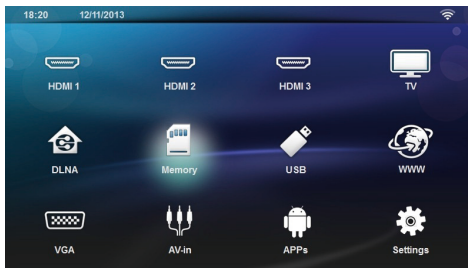 18:20 12/11/2013
HDMI 1 HDMI 2 HDMI 3 TV
DLNA Memory USB WWW
VGA AV-in APPs Settings